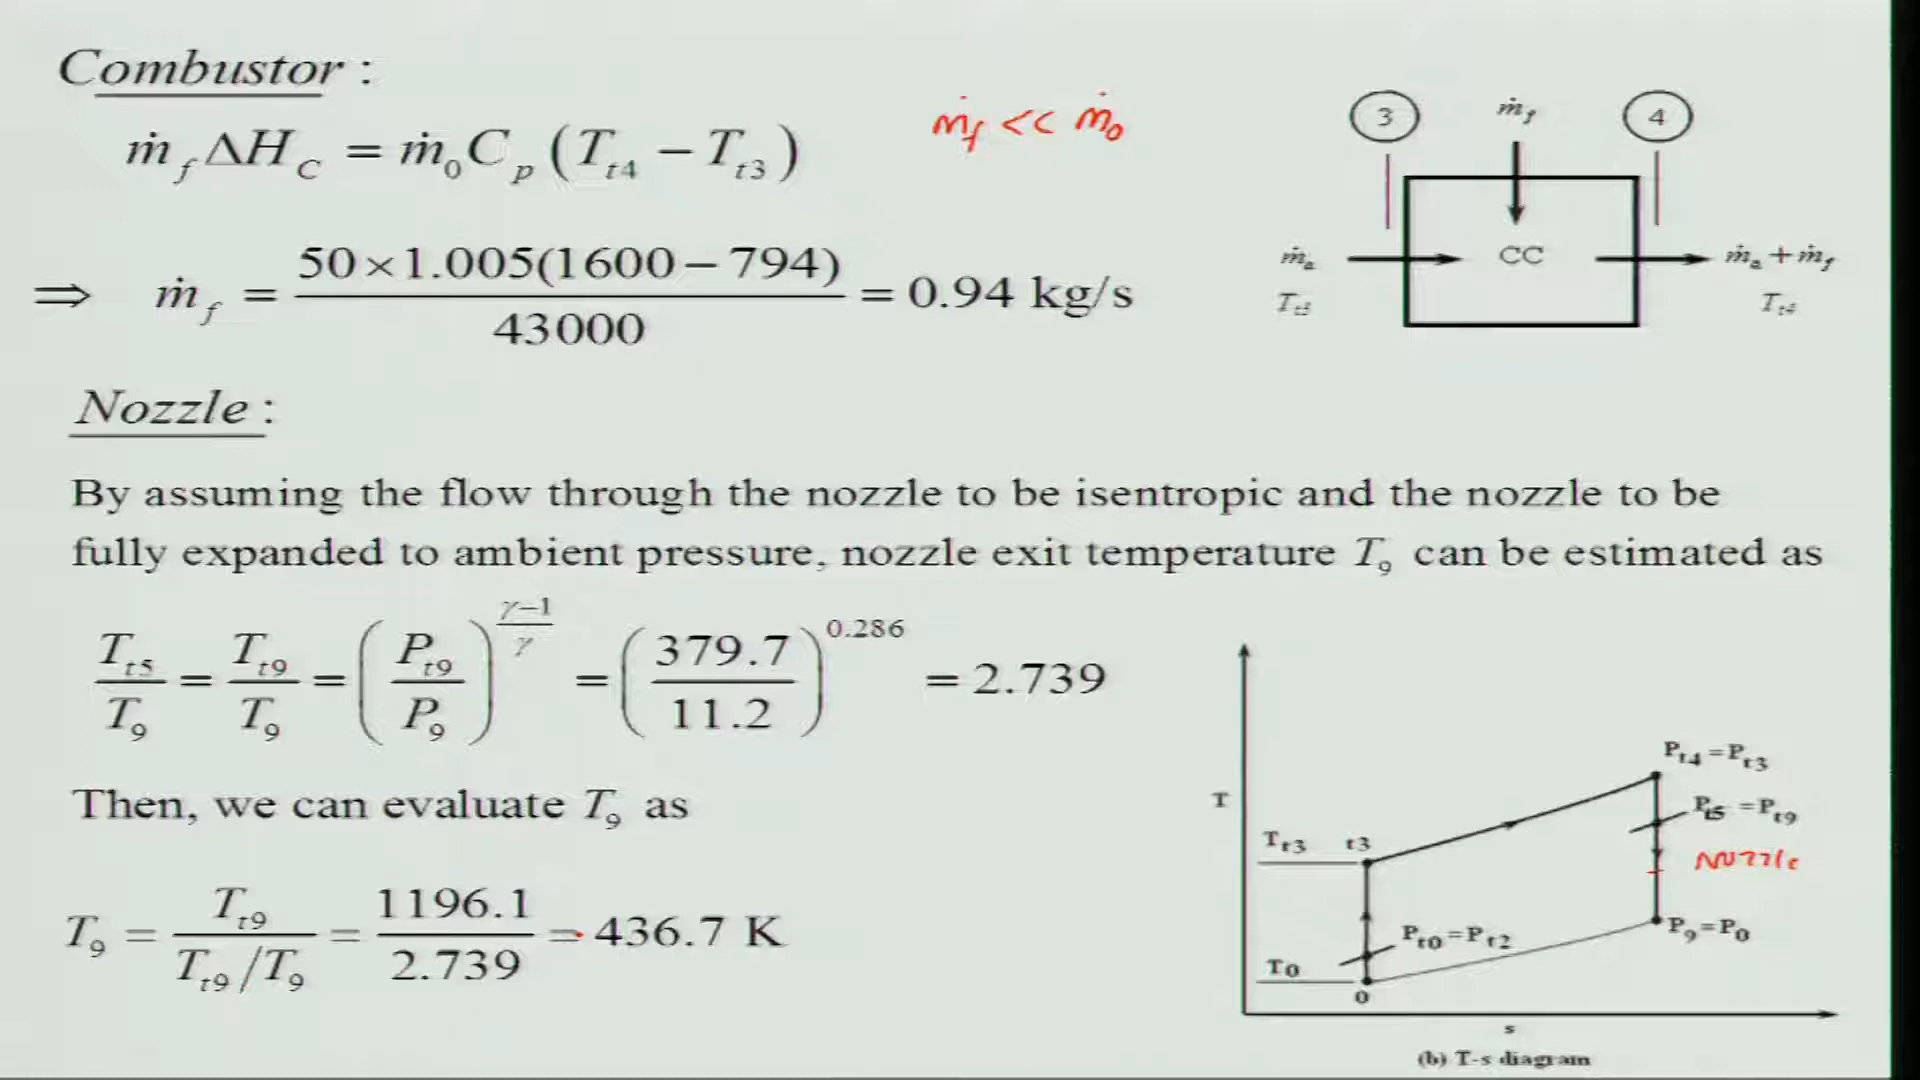 Combustor :
ṁ_f ΔH_C = ṁ_0 C_p (T_t4 − T_t3)
ṁ_f << ṁ_0
⇒ ṁ_f = 50×1.005(1600−794) / 43000 = 0.94 kg/s
3
ṁ_f
4
ṁ_a
CC
ṁ_a + ṁ_f
T_t3
T_t4
Nozzle :
By assuming the flow through the nozzle to be isentropic and the nozzle to be
fully expanded to ambient pressure, nozzle exit temperature T_9 can be estimated as
T_t5 / T_9 = T_t9 / T_9 = (P_t9 / P_9)^((γ−1)/γ) = (379.7 / 11.2)^0.286 = 2.739
Then, we can evaluate T_9 as
T_9 = T_t9 / (T_t9 / T_9) = 1196.1 / 2.739 = 436.7 K
P_t4 = P_t3
T
P_t5 = P_t9
T_t3
t3
Nozzle
P_t0 = P_t2
P_9 = P_0
T_0
0
s
(b) T-s diagram